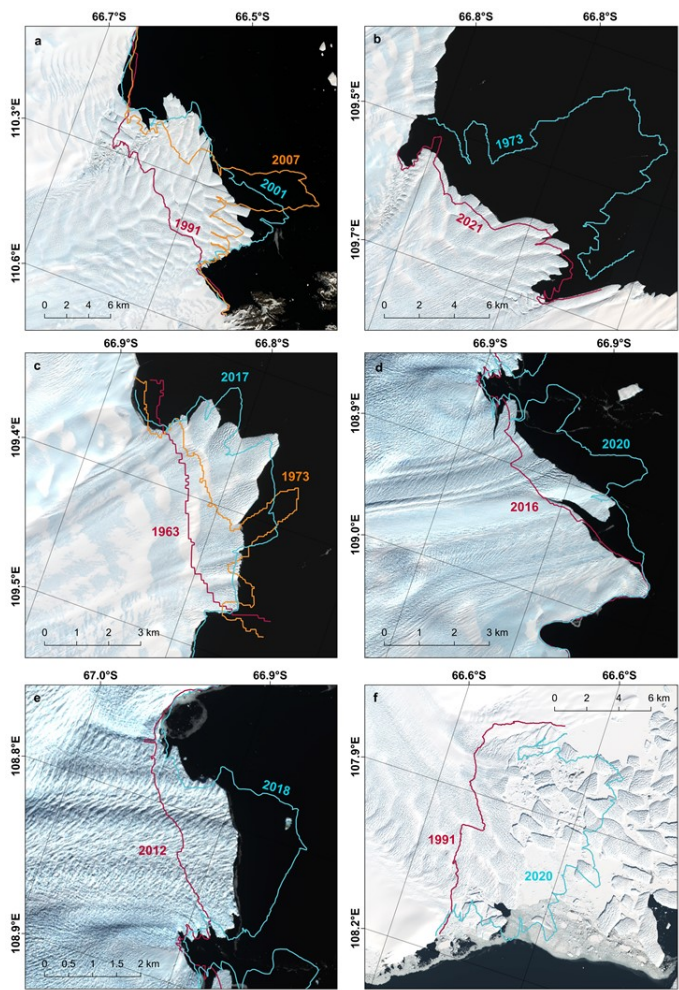 66.7°S 66.5°S
a
110.3°E
110.6°E
2007
2001
1991
0 2 4 6 km
66.8°S 66.8°S
b
109.5°E
109.7°E
1973
2021
0 2 4 6 km
66.9°S 66.8°S
c
109.4°E
109.5°E
2017
1973
1963
0 1 2 3 km
66.9°S 66.8°S
d
108.9°E
109.0°E
2020
2016
0 1 2 3 km
67.0°S 66.9°S
e
108.8°E
108.9°E
2018
2012
0 0.5 1 2 km
66.6°S 66.6°S
f
0 2 4 6 km
107.9°E
108.2°E
1991
2020